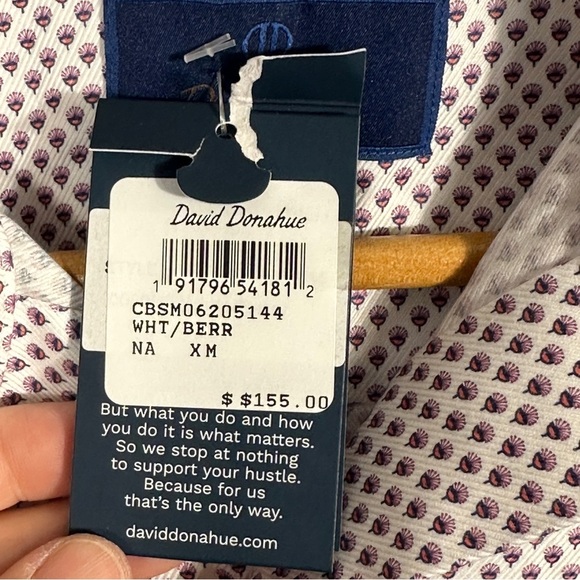 David Donahue
1 91796 54181 2
CBSM06205144
WHT/BERR
NA XM
$ $155.00
But what you do and how
you do it is what matters.
So we stop at nothing
to support your hustle.
Because for us
that's the only way.
daviddonahue.com